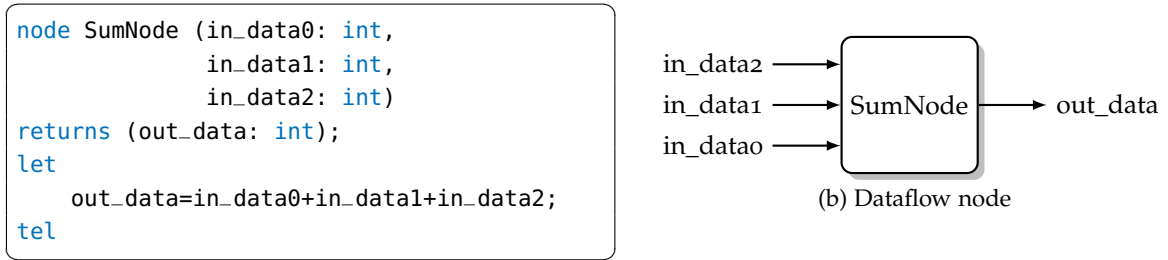 node SumNode (in_data0: int,
in_data1: int,
in_data2: int)
returns (out_data: int);
let
out_data=in_data0+in_data1+in_data2;
tel
in_data2
in_data1
in_data0
SumNode
out_data
(b) Dataflow node